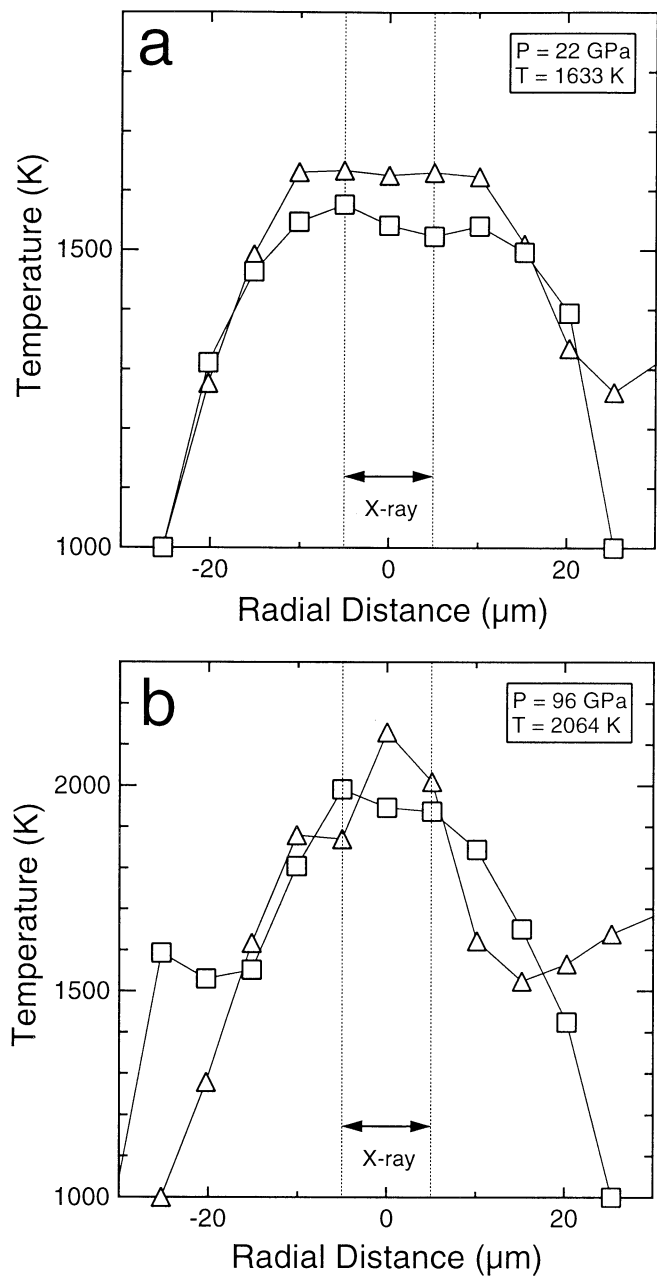 a
P = 22 GPa
T = 1633 K
Temperature (K)
1500
1000
X-ray
-20
0
20
Radial Distance (µm)
b
P = 96 GPa
T = 2064 K
Temperature (K)
2000
1500
1000
X-ray
-20
0
20
Radial Distance (µm)